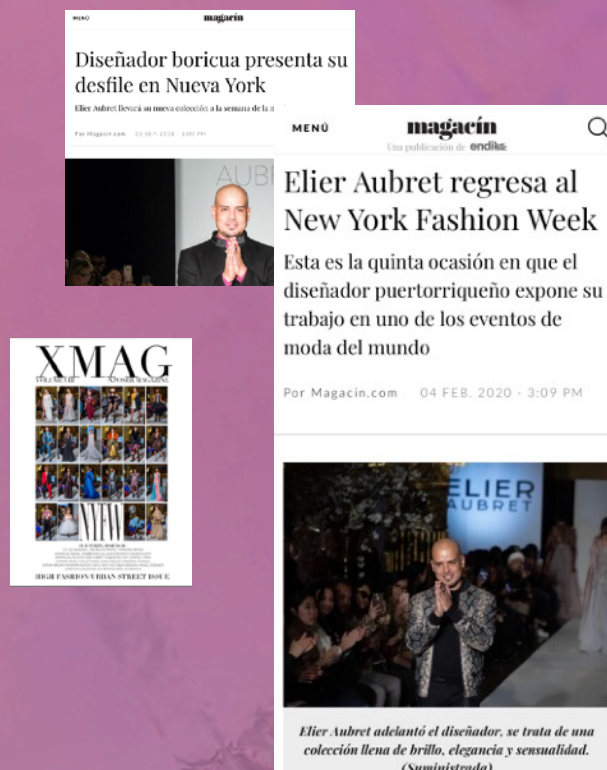 MENÚ
magacín
Diseñador boricua presenta su
desfile en Nueva York
Elier Aubret llevará su nueva colección a la semana de la
Por Magacin.com
AUB
MENÚ
magacín
Una publicación de endi
Elier Aubret regresa al
New York Fashion Week
Esta es la quinta ocasión en que el
diseñador puertorriqueño expone su
trabajo en uno de los eventos de
moda del mundo
Por Magacin.com 04 FEB. 2020 - 3:09 PM
XMAG
NYFW
HIGH FASHION/URBAN STREET ISSUE
ELIER
AUBRET
Elier Aubret adelantó el diseñador, se trata de una
colección llena de brillo, elegancia y sensualidad.
(Suministrada)